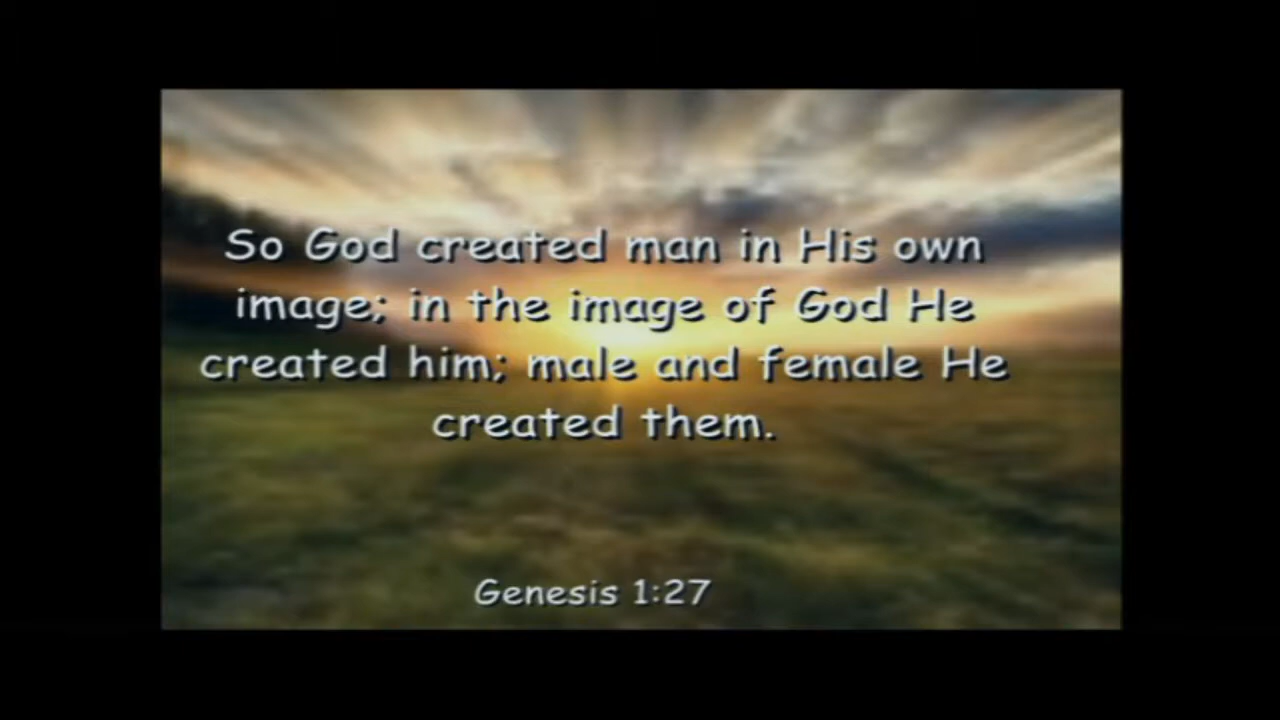 So God created man in His own
image; in the image of God He
created him; male and female He
created them.
Genesis 1:27